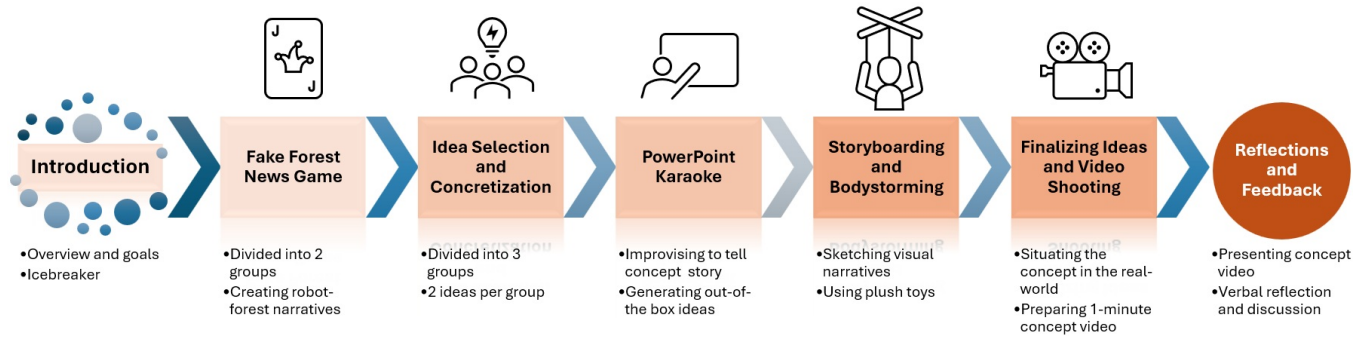 J
J
Introduction
•Overview and goals
•Icebreaker
Fake Forest
News Game
•Divided into 2
groups
•Creating robot-
forest narratives
Idea Selection
and
Concretization
•Divided into 3
groups
•2 ideas per group
PowerPoint
Karaoke
•Improvising to tell
concept story
•Generating out-of-
the box ideas
Storyboarding
and
Bodystorming
•Sketching visual
narratives
•Using plush toys
Finalizing Ideas
and Video
Shooting
•Situating the
concept in the real-
world
•Preparing 1-minute
concept video
Reflections
and
Feedback
•Presenting concept
video
•Verbal reflection
and discussion